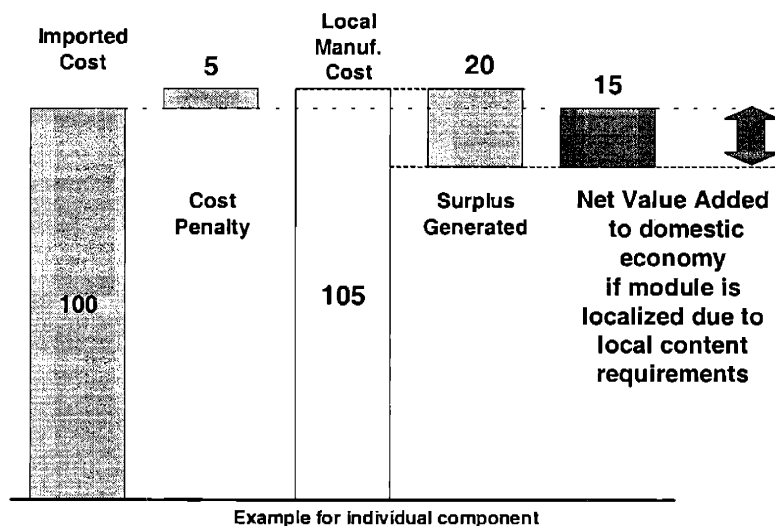 Imported
Cost
5
Local
Manuf.
Cost
20
15
Cost
Penalty
Surplus
Generated
Net Value Added
to domestic
economy
if module is
localized due to
local content
requirements
100
105
Example for individual component